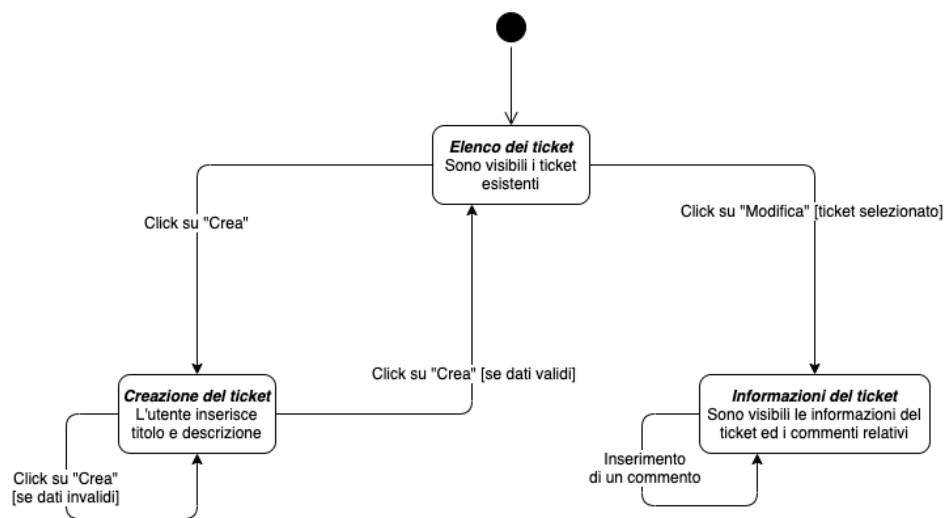 Elenco dei ticket
Sono visibili i ticket
esistenti
Click su "Crea"
Click su "Modifica" [ticket selezionato]
Click su "Crea" [se dati validi]
Creazione del ticket
L'utente inserisce
titolo e descrizione
Informazioni del ticket
Sono visibili le informazioni del
ticket ed i commenti relativi
Click su "Crea"
[se dati invalidi]
Inserimento
di un commento